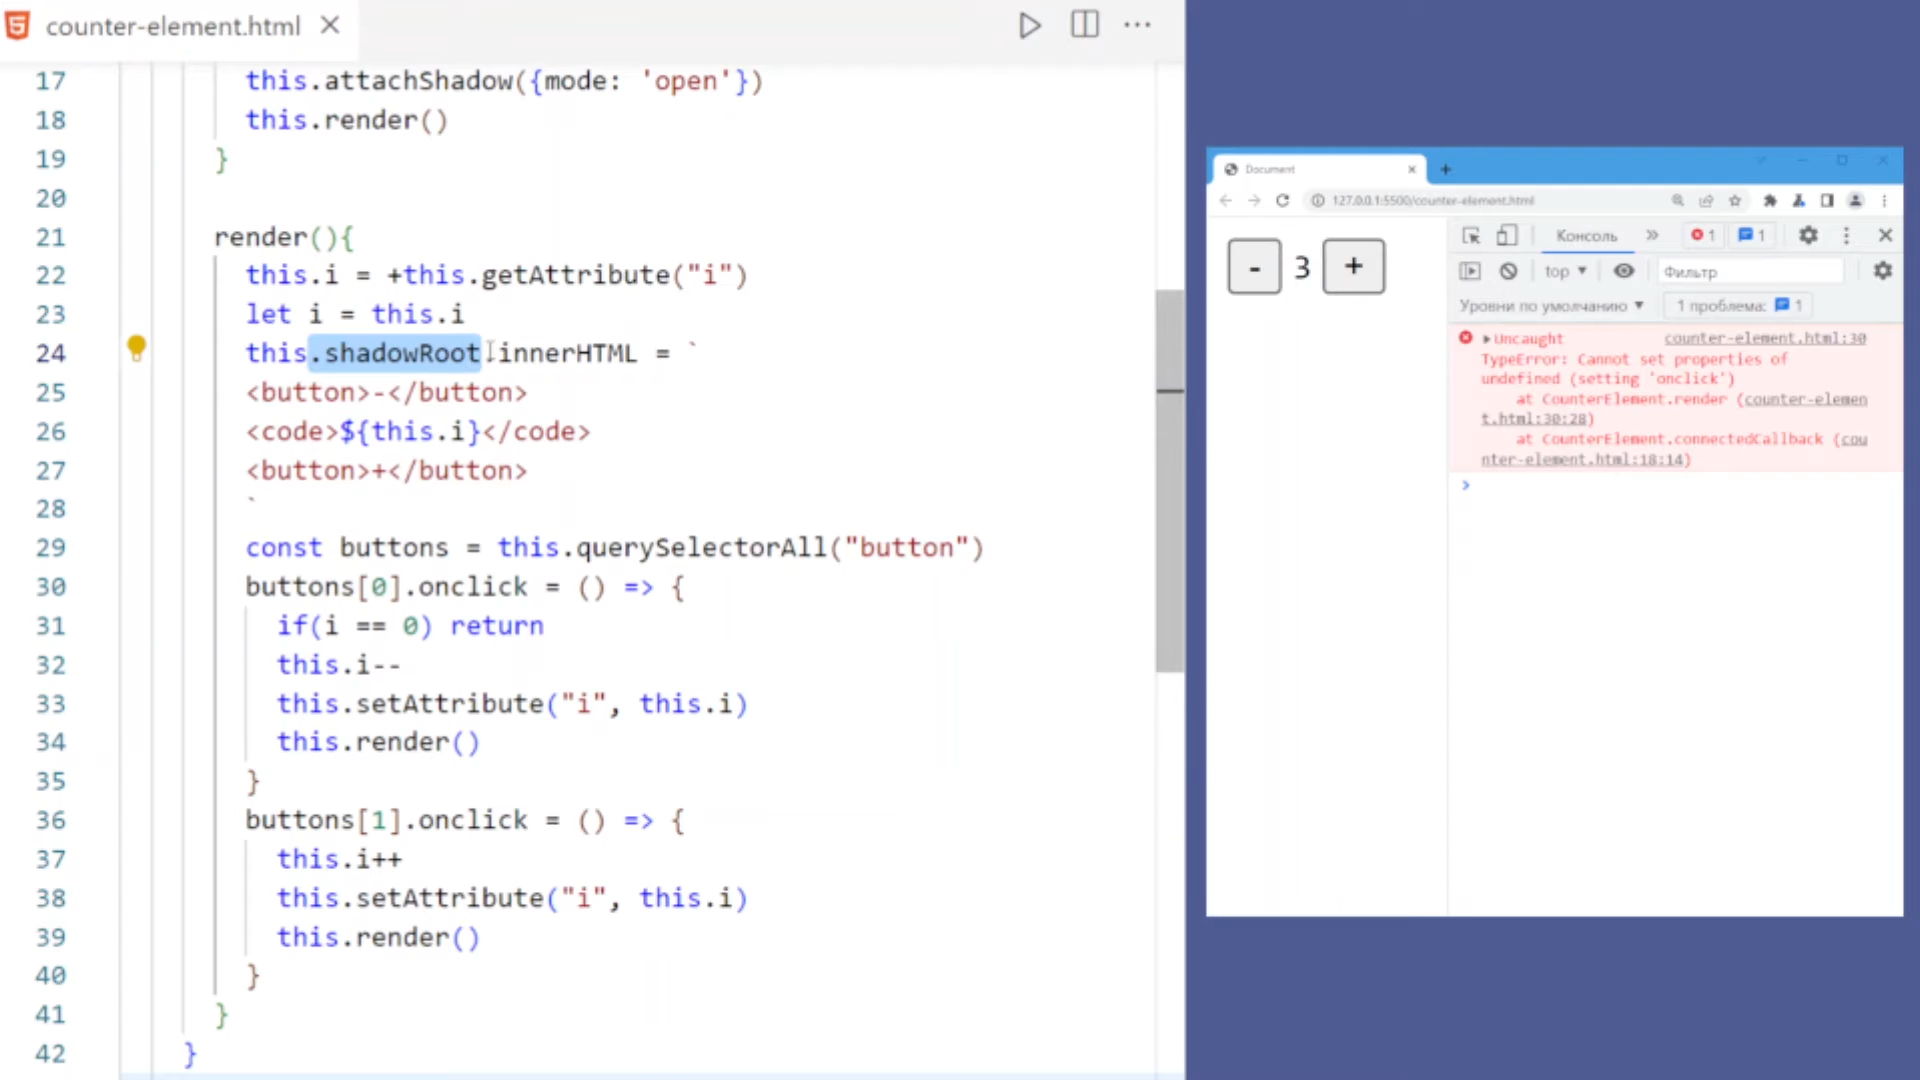 counter-element.html
17 this.attachShadow({mode: 'open'})
18 this.render()
19 }
20
21 render(){
22 this.i = +this.getAttribute("i")
23 let i = this.i
24 this.shadowRoot.innerHTML = `
25 <button>-</button>
26 <code>${this.i}</code>
27 <button>+</button>
28 `
29 const buttons = this.querySelectorAll("button")
30 buttons[0].onclick = () => {
31 if(i == 0) return
32 this.i--
33 this.setAttribute("i", this.i)
34 this.render()
35 }
36 buttons[1].onclick = () => {
37 this.i++
38 this.setAttribute("i", this.i)
39 this.render()
40 }
41 }
42 }
Document
127.0.0.1:5500/counter-element.html
- 3 +
Консоль » 1 1
top Фильтр
Уровни по умолчанию 1 проблема: 1
Uncaught counter-element.html:30
TypeError: Cannot set properties of
undefined (setting 'onclick')
at CounterElement.render (counter-elemen
t.html:30:28)
at CounterElement.connectedCallback (cou
nter-element.html:18:14)
>